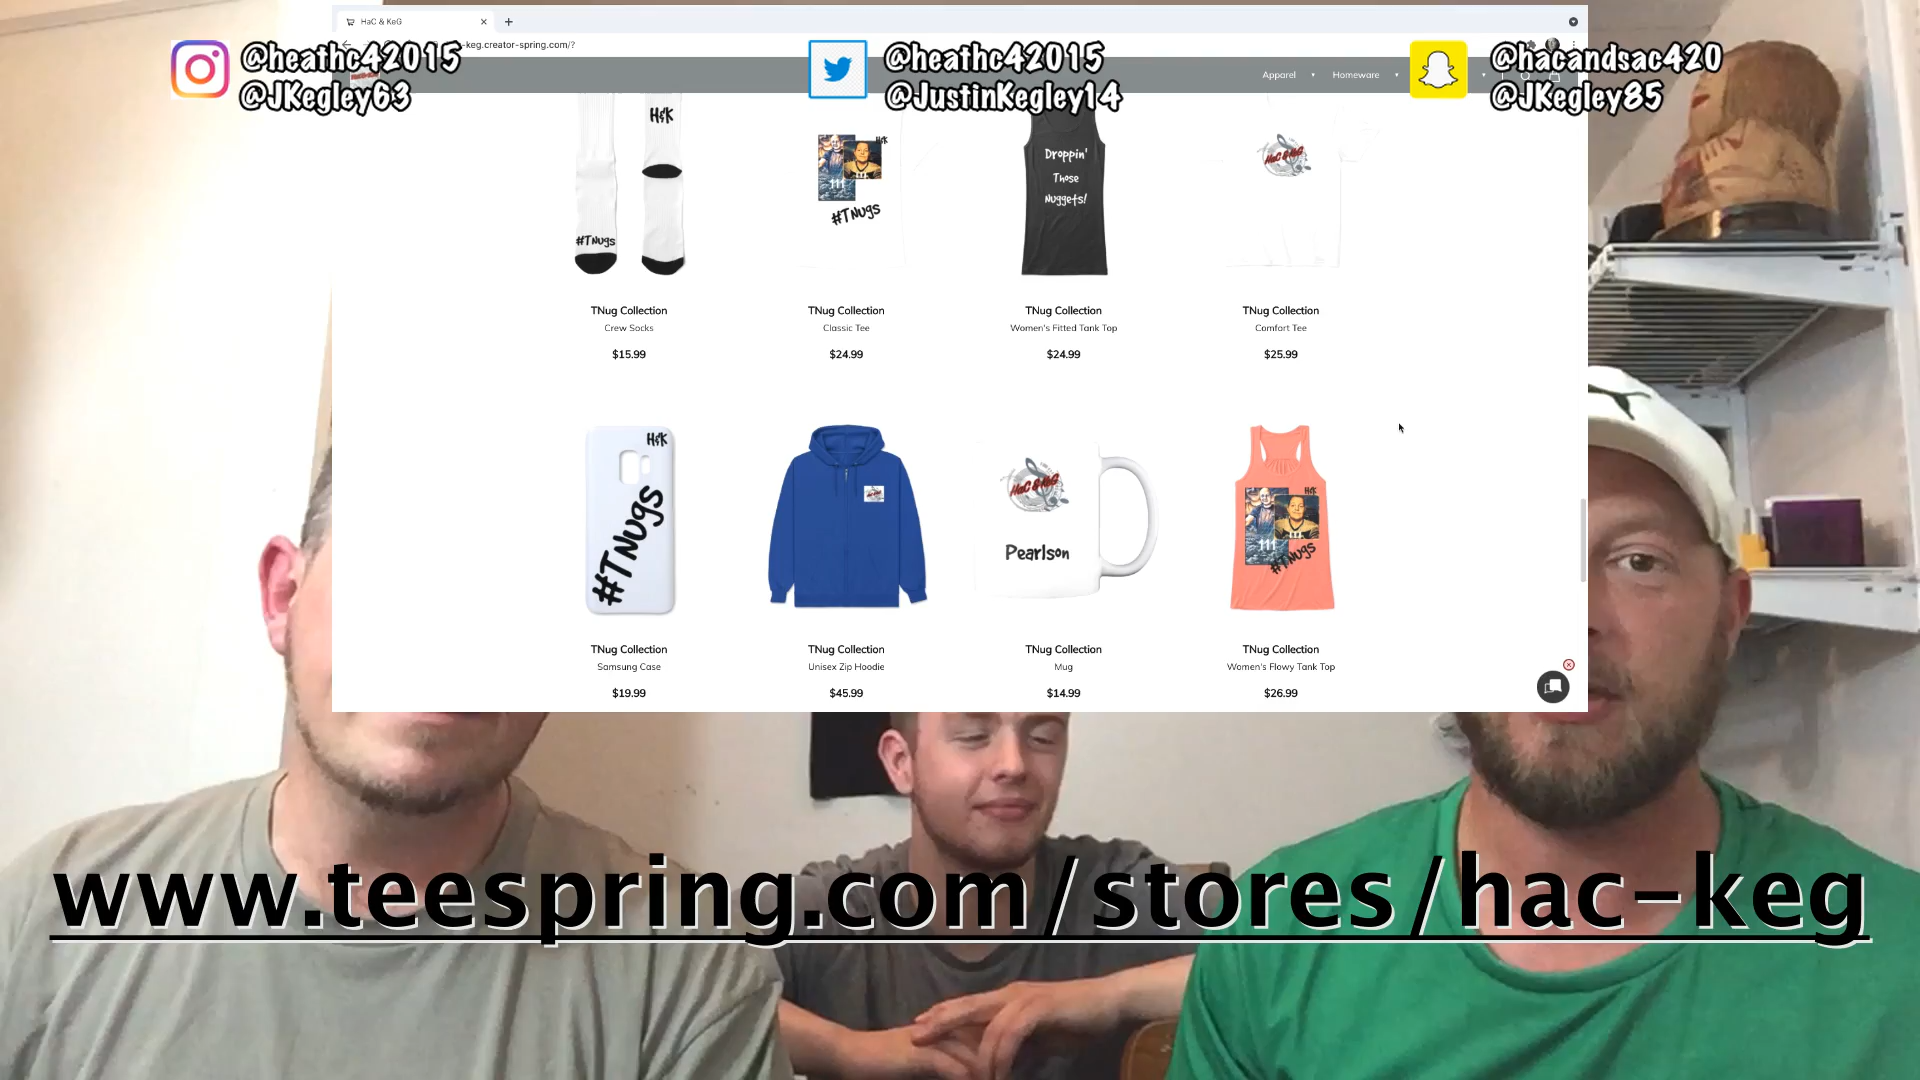 HaC & KeG
-keg.creator-spring.com/?
@heathc42015
@JKegley63
@heathc42015
@JustinKegley14
@hacandsac420
@JKegley85
Apparel
Homeware
H&K
#TNugs
H&K
#TNugs
Droppin'
Those
Nuggets!
HaC & KeG
TNug Collection
Crew Socks
$15.99
TNug Collection
Classic Tee
$24.99
TNug Collection
Women's Fitted Tank Top
$24.99
TNug Collection
Comfort Tee
$25.99
H&K
#TNugs
HaC & KeG
Pearlson
H&K
#TNugs
TNug Collection
Samsung Case
$19.99
TNug Collection
Unisex Zip Hoodie
$45.99
TNug Collection
Mug
$14.99
TNug Collection
Women's Flowy Tank Top
$26.99
www.teespring.com/stores/hac-keg